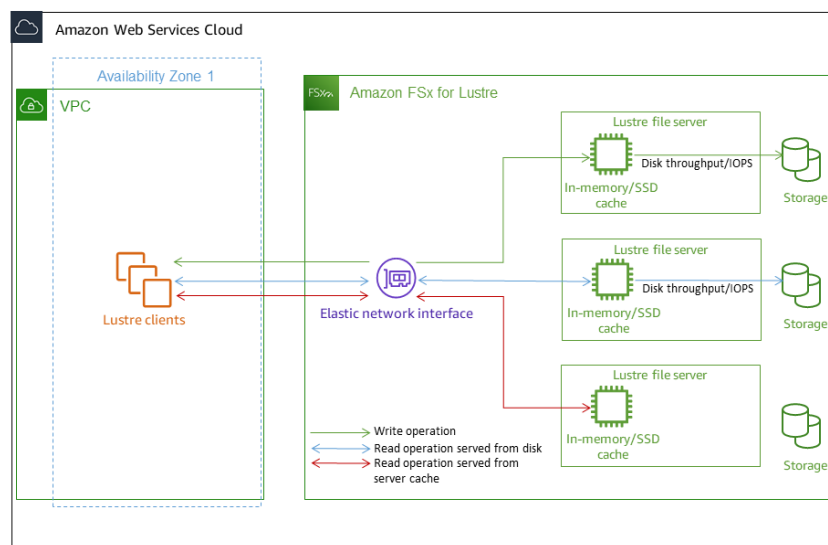 Amazon Web Services Cloud
Availability Zone 1
VPC
FSx
Amazon FSx for Lustre
Lustre file server
Disk throughput/IOPS
In-memory/SSD
cache
Storage
Lustre file server
Disk throughput/IOPS
In-memory/SSD
cache
Storage
Lustre clients
Elastic network interface
Lustre file server
In-memory/SSD
cache
Storage
Write operation
Read operation served from disk
Read operation served from
server cache